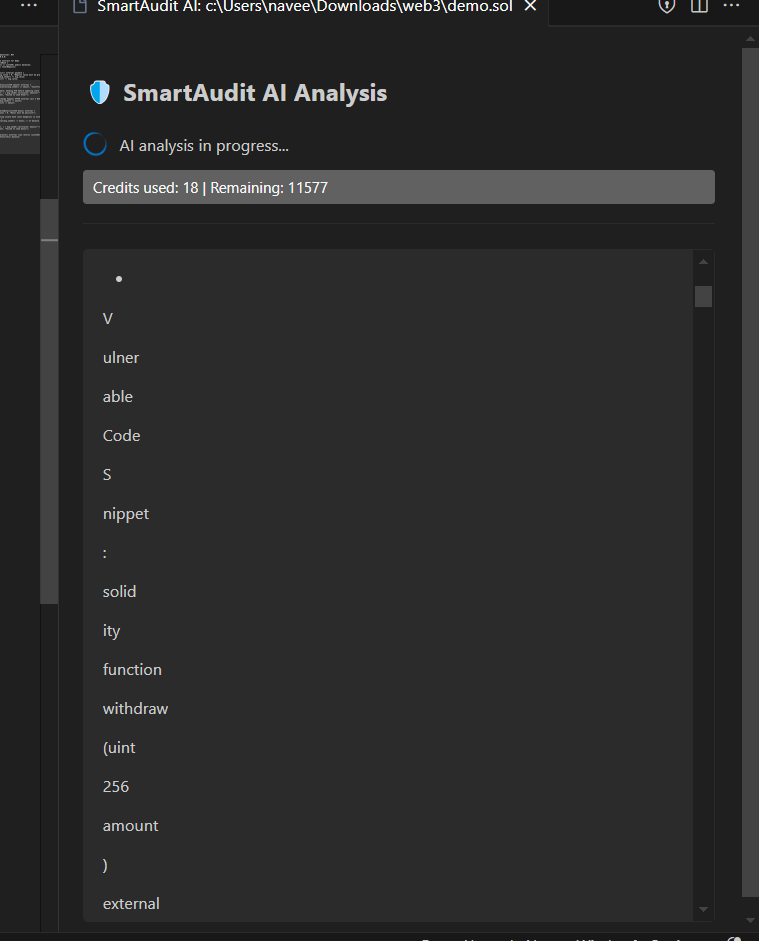 SmartAudit AI: c:\Users\navee\Downloads\web3\demo.sol
SmartAudit AI Analysis
AI analysis in progress...
Credits used: 18 | Remaining: 11577
•
V
ulner
able
Code
S
nippet
:
solid
ity
function
withdraw
(uint
256
amount
)
external